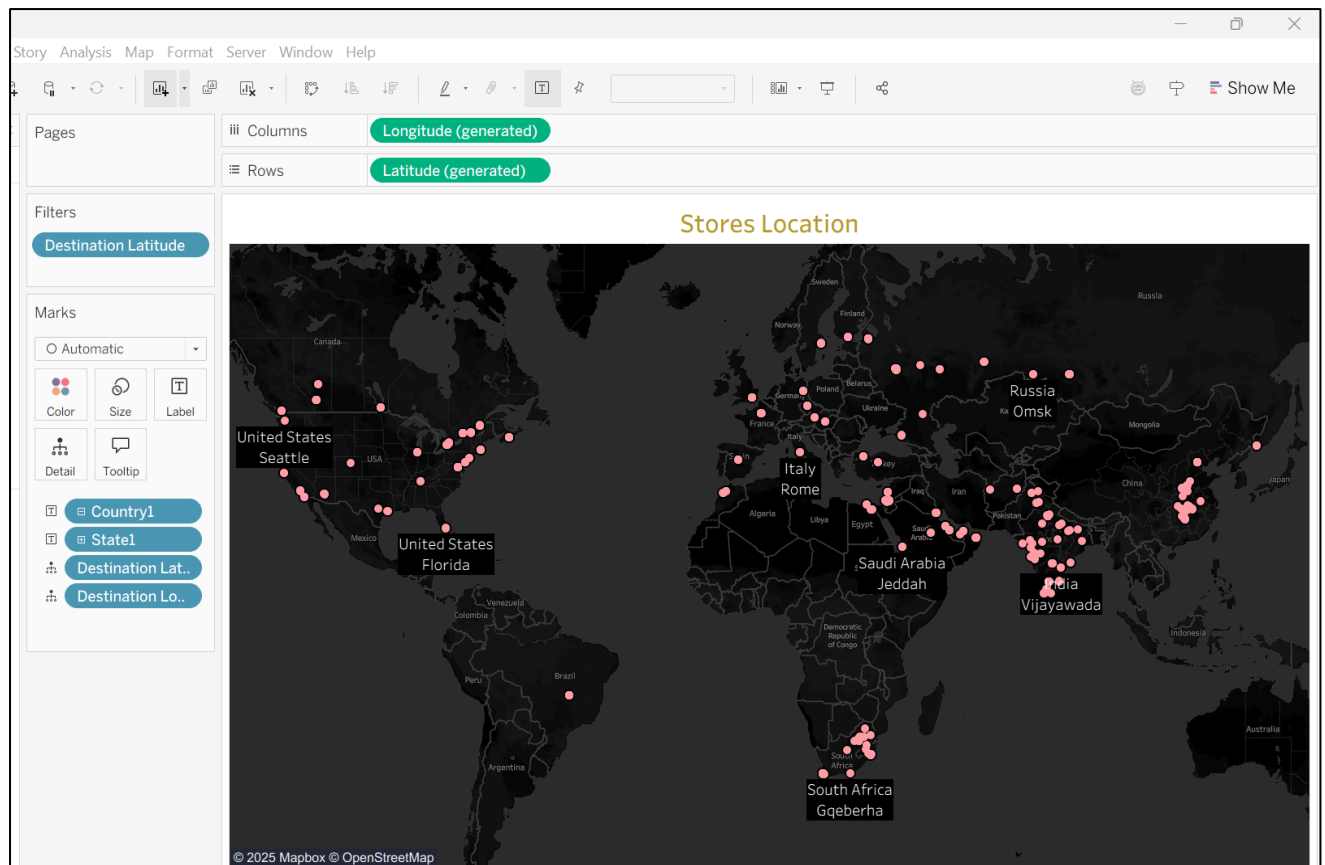 Story Analysis Map Format Server Window Help
Show Me
Pages
iii Columns
Longitude (generated)
Rows
Latitude (generated)
Filters
Destination Latitude
Stores Location
Marks
Automatic
Color
Size
Label
Detail
Tooltip
Country1
State1
Destination Lat..
Destination Lo..
Sweden
Finland
Norway
Russia
Canada
Poland
Belarus
Germany
Ukraine
France
Italy
Mongolia
USA
China
Japan
Iraq
Iran
Pakistan
Algeria
Libya
Egypt
Mexico
Venezuela
Colombia
Democratic
Republic
of Congo
Indonesia
Peru
Brazil
Australia
Argentina
South
Africa
United States
Seattle
Russia
Omsk
Italy
Rome
United States
Florida
Saudi Arabia
Jeddah
India
Vijayawada
South Africa
Gqeberha
© 2025 Mapbox © OpenStreetMap